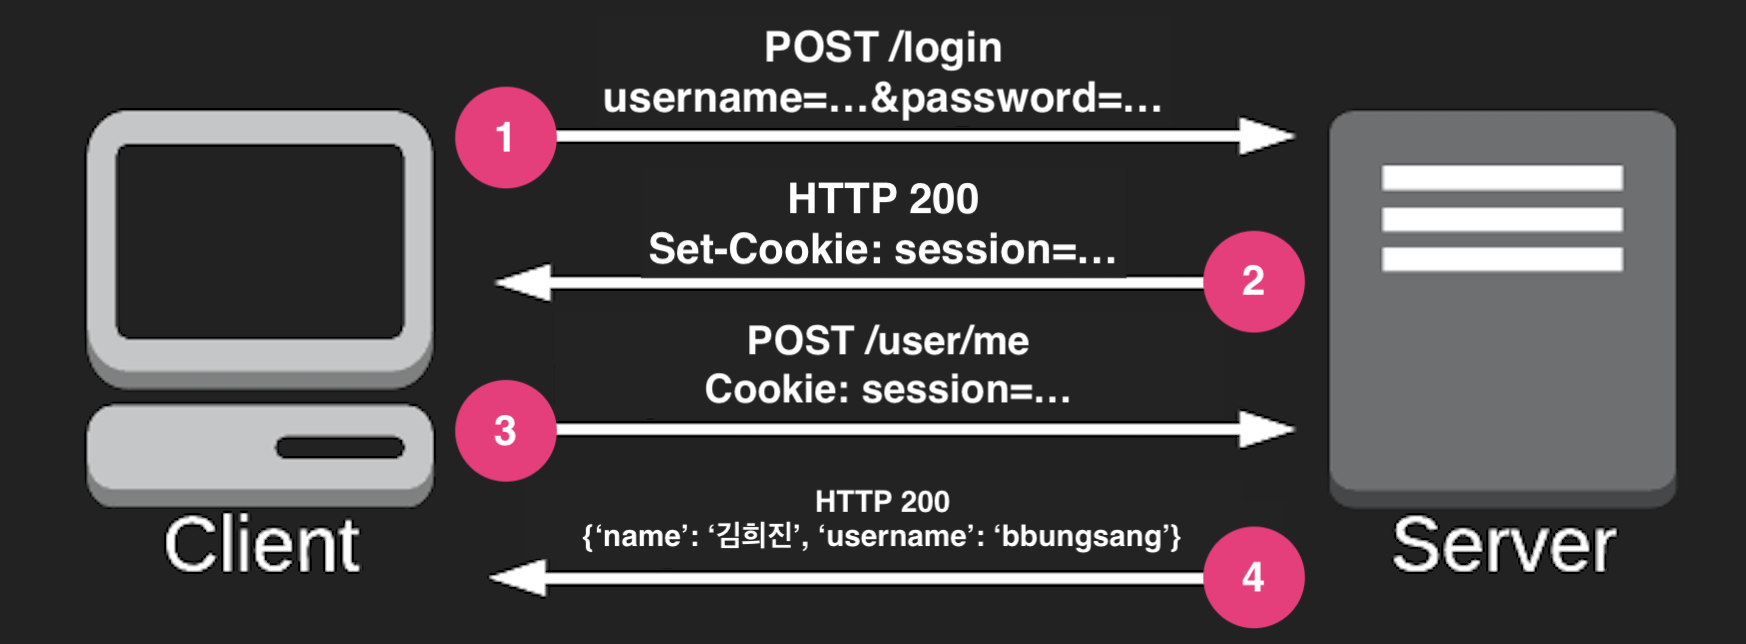 POST /login
username=...&password=...
1
HTTP 200
Set-Cookie: session=...
2
POST /user/me
Cookie: session=...
3
HTTP 200
{‘name’: ‘김희진’, ‘username’: ‘bbungsang’}
4
Client
Server